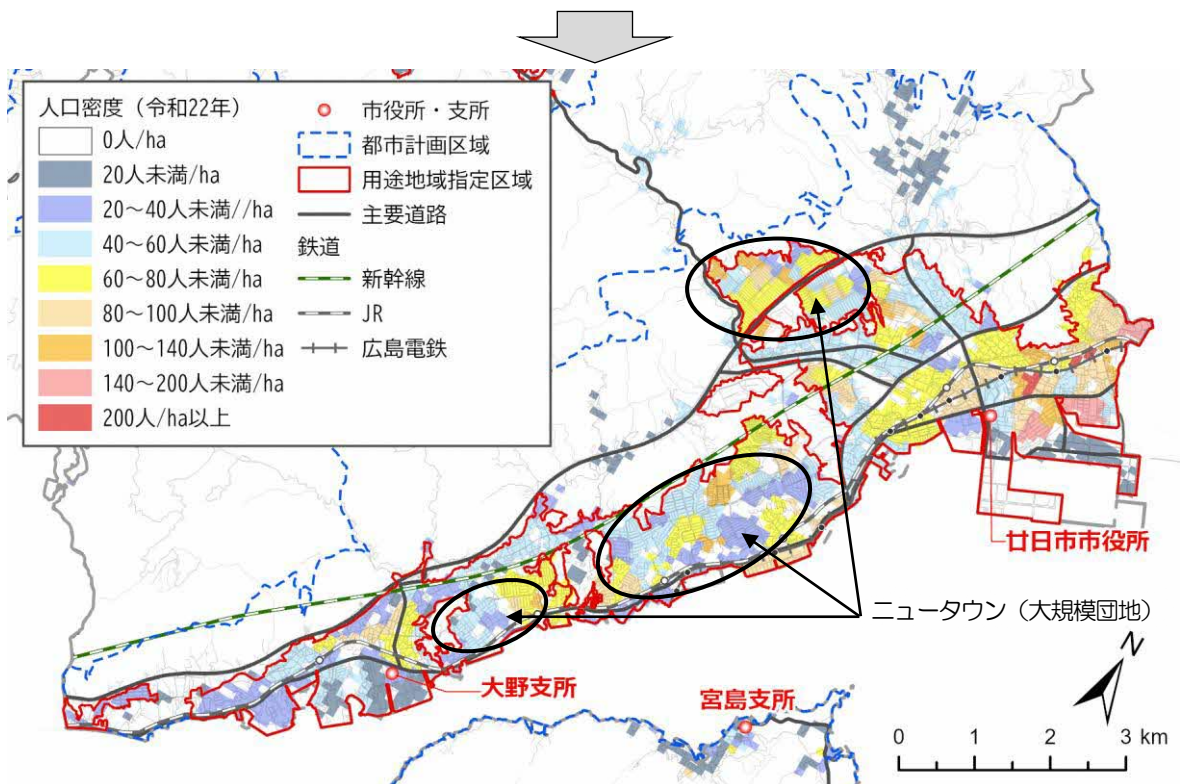 人口密度（令和22年）
0人/ha
20人未満/ha
20～40人未満//ha
40～60人未満/ha
60～80人未満/ha
80～100人未満/ha
100～140人未満/ha
140～200人未満/ha
200人/ha以上
市役所・支所
都市計画区域
用途地域指定区域
主要道路
鉄道
新幹線
JR
広島電鉄
廿日市市役所
ニュータウン（大規模団地）
大野支所
宮島支所
N
0 1 2 3 km